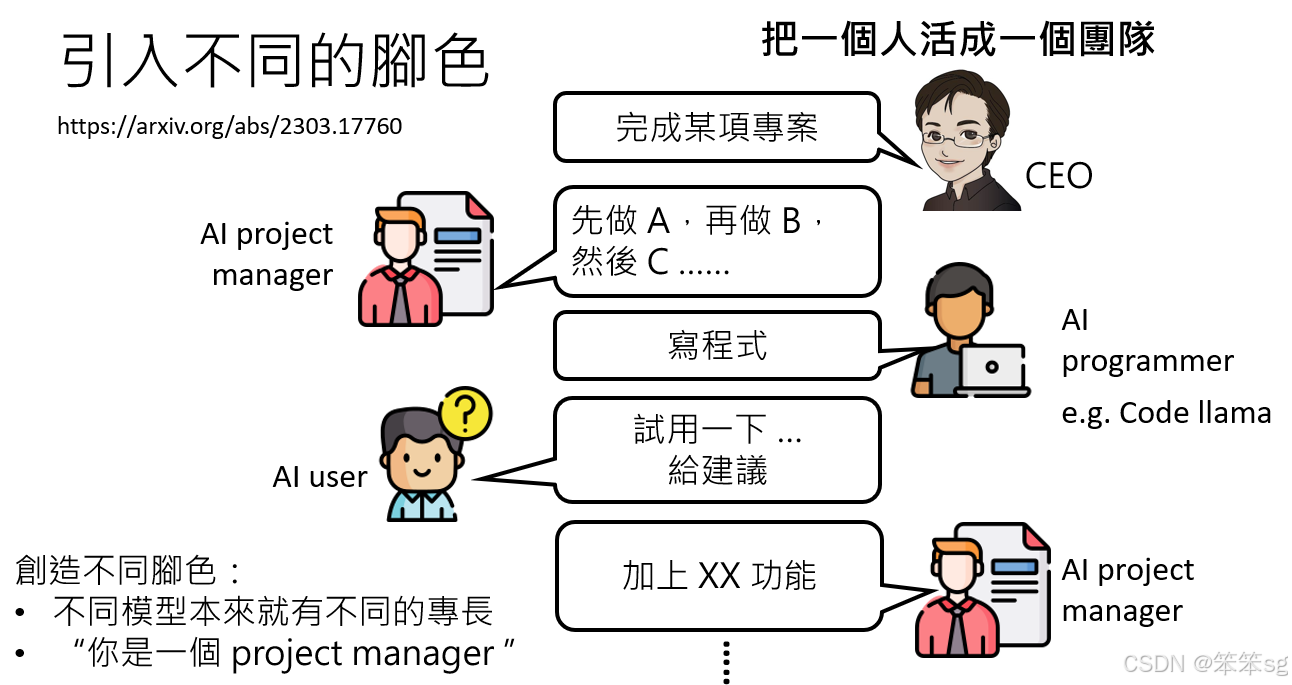 引入不同的腳色
https://arxiv.org/abs/2303.17760
把一個人活成一個團隊
完成某項專案
CEO
AI project
manager
先做 A，再做 B，
然後 C ……
寫程式
AI
programmer
e.g. Code llama
AI user
?
試用一下 ...
給建議
加上 XX 功能
AI project
manager
創造不同腳色：
• 不同模型本來就有不同的專長
• “你是一個 project manager ”
CSDN @笨笨sg